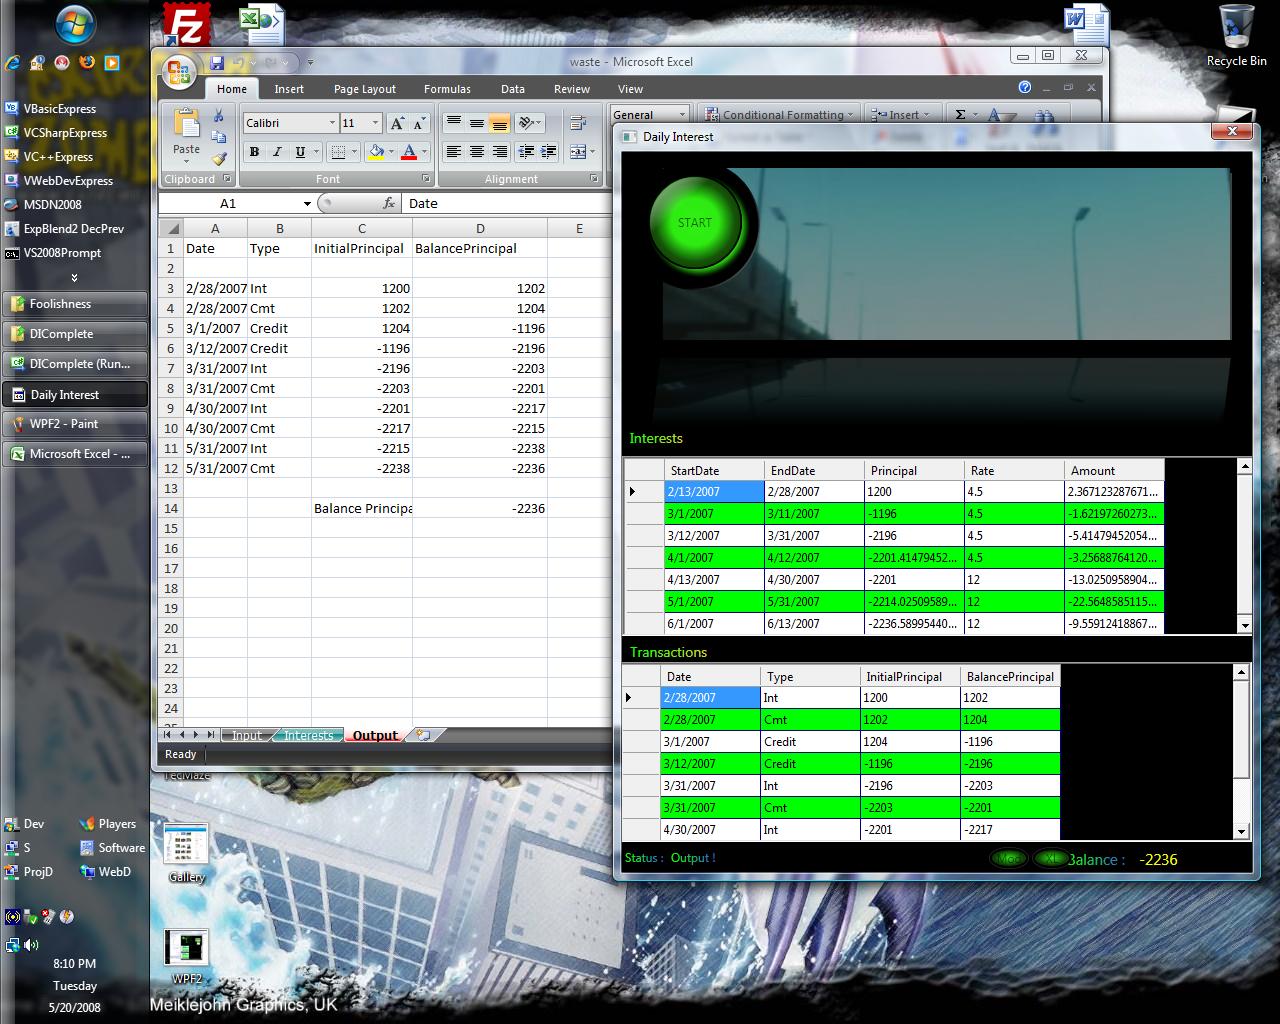 Recycle Bin
VBasicExpress
VCSharpExpress
VC++Express
VWebDevExpress
MSDN2008
ExpBlend2 DecPrev
VS2008Prompt
Foolishness
DIComplete
DIComplete (Run...
Daily Interest
WPF2 - Paint
Microsoft Excel - ...
Dev
Players
S
Software
ProjD
WebD
8:10 PM
Tuesday
5/20/2008
Fz
waste - Microsoft Excel
Home Insert Page Layout Formulas Data Review View
Paste
Clipboard
Calibri 11
B I U
Font
Alignment
General
Conditional Formatting
Insert
A1 fx Date
A B C D E
1 Date Type InitialPrincipal BalancePrincipal
2
3 2/28/2007 Int 1200 1202
4 2/28/2007 Cmt 1202 1204
5 3/1/2007 Credit 1204 -1196
6 3/12/2007 Credit -1196 -2196
7 3/31/2007 Int -2196 -2203
8 3/31/2007 Cmt -2203 -2201
9 4/30/2007 Int -2201 -2217
10 4/30/2007 Cmt -2217 -2215
11 5/31/2007 Int -2215 -2238
12 5/31/2007 Cmt -2238 -2236
13
14 Balance Principa -2236
15
16
17
18
19
20
21
22
23
24
Input Interests Output
Ready
Daily Interest
START
Interests
StartDate EndDate Principal Rate Amount
2/13/2007 2/28/2007 1200 4.5 2.367123287671...
3/1/2007 3/11/2007 -1196 4.5 -1.62197260273...
3/12/2007 3/31/2007 -2196 4.5 -5.41479452054...
4/1/2007 4/12/2007 -2201.41479452... 4.5 -3.25688764120...
4/13/2007 4/30/2007 -2201 12 -13.0250958904...
5/1/2007 5/31/2007 -2214.02509589... 12 -22.5648585115...
6/1/2007 6/13/2007 -2236.58995440... 12 -9.55912418867...
Transactions
Date Type InitialPrincipal BalancePrincipal
2/28/2007 Int 1200 1202
2/28/2007 Cmt 1202 1204
3/1/2007 Credit 1204 -1196
3/12/2007 Credit -1196 -2196
3/31/2007 Int -2196 -2203
3/31/2007 Cmt -2203 -2201
4/30/2007 Int -2201 -2217
Status : Output !
XL
Balance : -2236
TecMaze
Gallery
WPF2
Meiklejohn Graphics, UK